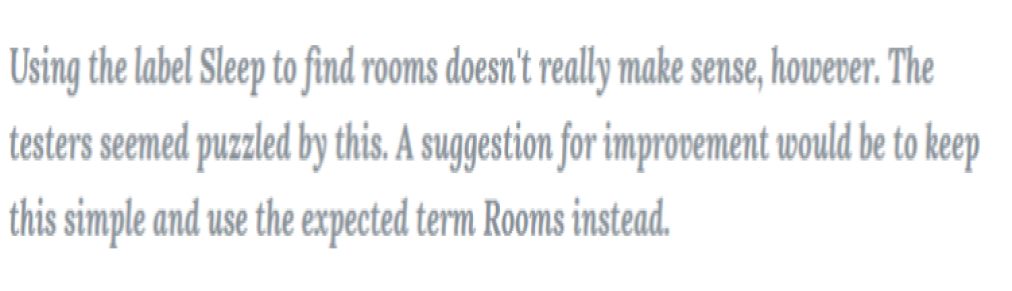 Using the label Sleep to find rooms doesn't really make sense, however. The
testers seemed puzzled by this. A suggestion for improvement would be to keep
this simple and use the expected term Rooms instead.